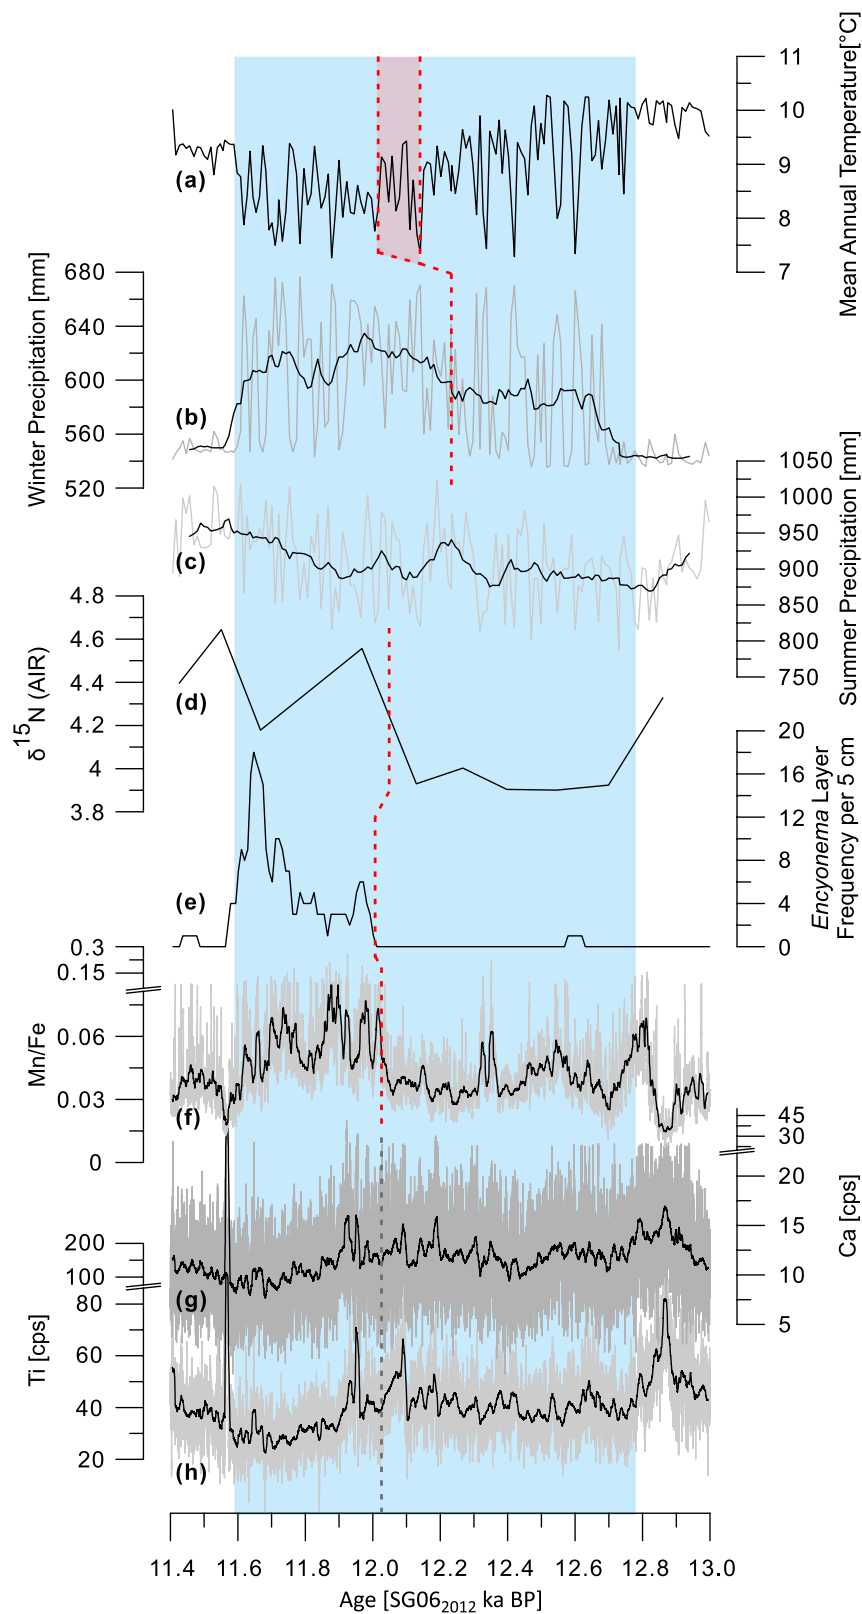 11
10
9
8
7
Mean Annual Temperature[°C]
(a)
680
640
600
560
520
Winter Precipitation [mm]
(b)
1050
1000
950
900
850
800
750
Summer Precipitation [mm]
(c)
4.8
4.6
4.4
4.2
4
3.8
δ15N (AIR)
(d)
20
16
12
8
4
0
Encyonema Layer
Frequency per 5 cm
(e)
0.3
0.15
0.06
0.03
0
Mn/Fe
(f)
45
30
20
15
10
5
Ca [cps]
(g)
200
100
80
60
40
20
Ti [cps]
(h)
11.4 11.6 11.8 12.0 12.2 12.4 12.6 12.8 13.0
Age [SG062012 ka BP]